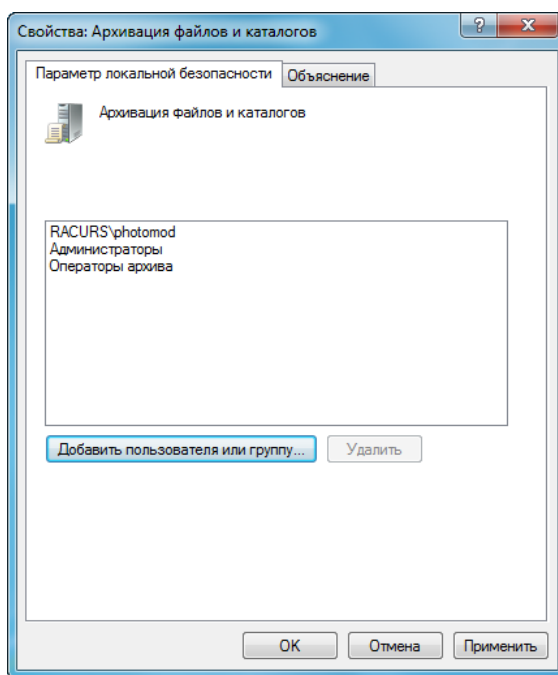 Свойства: Архивация файлов и каталогов
Параметр локальной безопасности
Объяснение
Архивация файлов и каталогов
RACURS\photomod
Администраторы
Операторы архива
Добавить пользователя или группу...
Удалить
ОК
Отмена
Применить